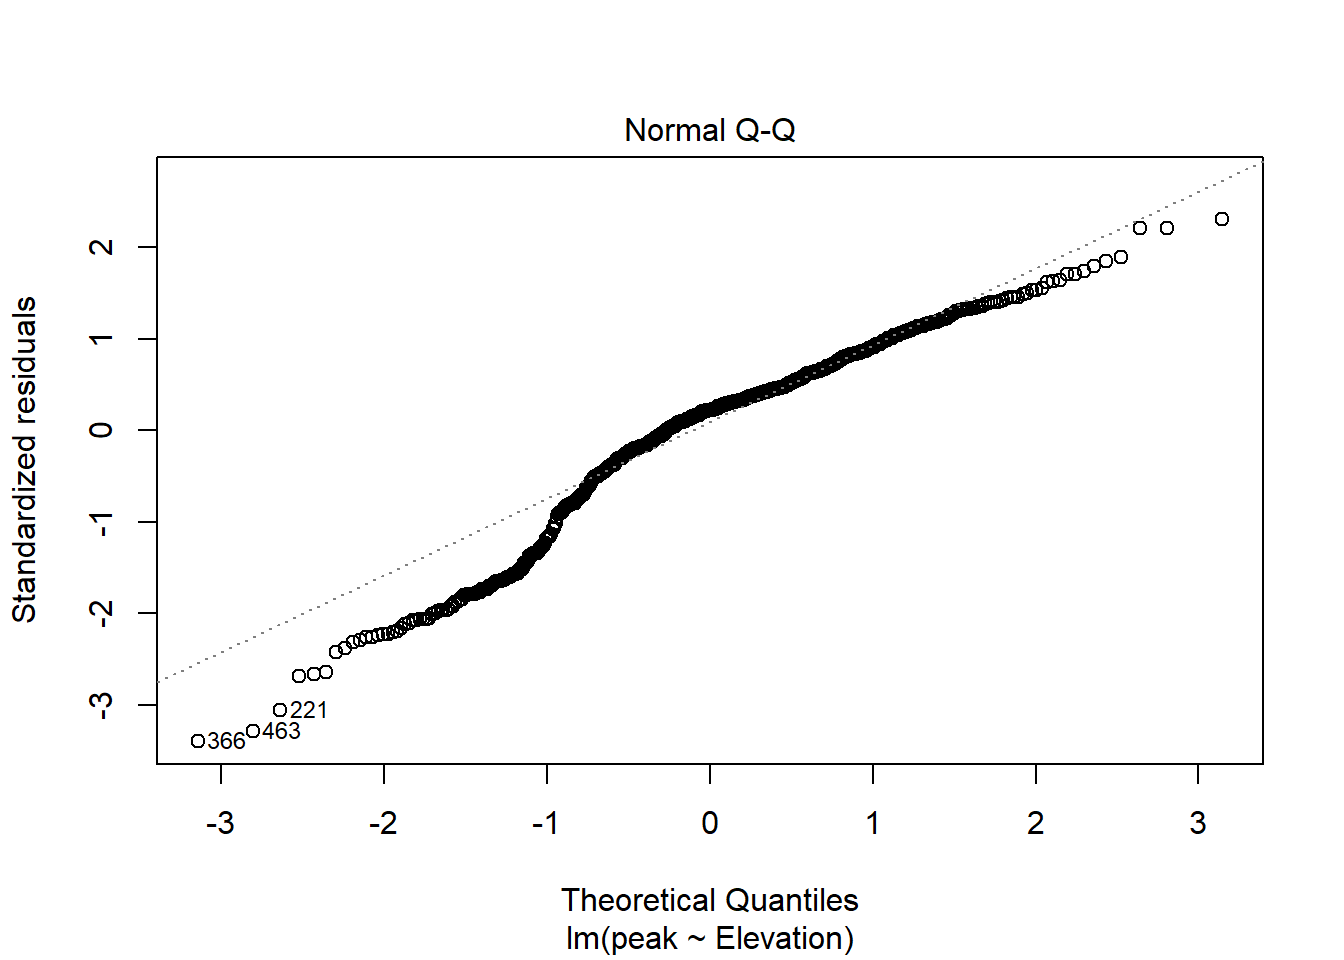 Normal Q-Q
Standardized residuals
2
1
0
-1
-2
-3
221
463
366
-3 -2 -1 0 1 2 3
Theoretical Quantiles
lm(peak ~ Elevation)